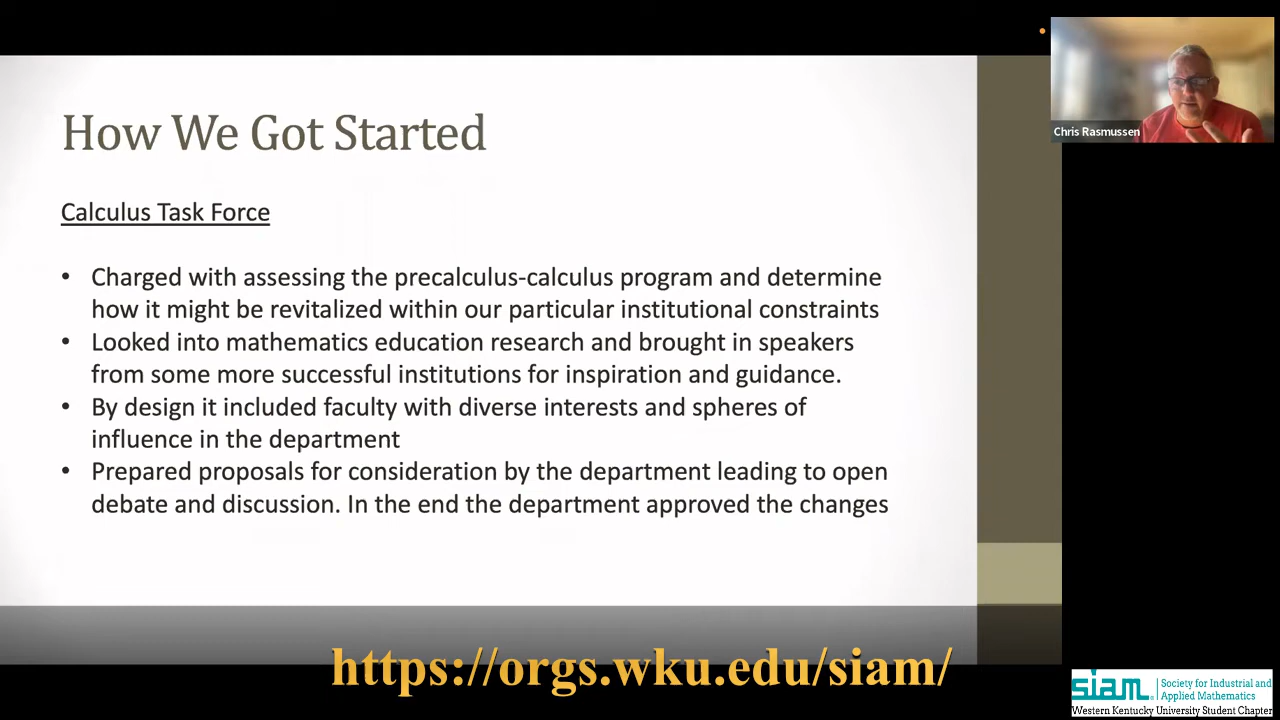 How We Got Started
Calculus Task Force
• Charged with assessing the precalculus-calculus program and determine
how it might be revitalized within our particular institutional constraints
• Looked into mathematics education research and brought in speakers
from some more successful institutions for inspiration and guidance.
• By design it included faculty with diverse interests and spheres of
influence in the department
• Prepared proposals for consideration by the department leading to open
debate and discussion. In the end the department approved the changes
Chris Rasmussen
https://orgs.wku.edu/siam/
siam. Society for Industrial and
Applied Mathematics
Western Kentucky University Student Chapter